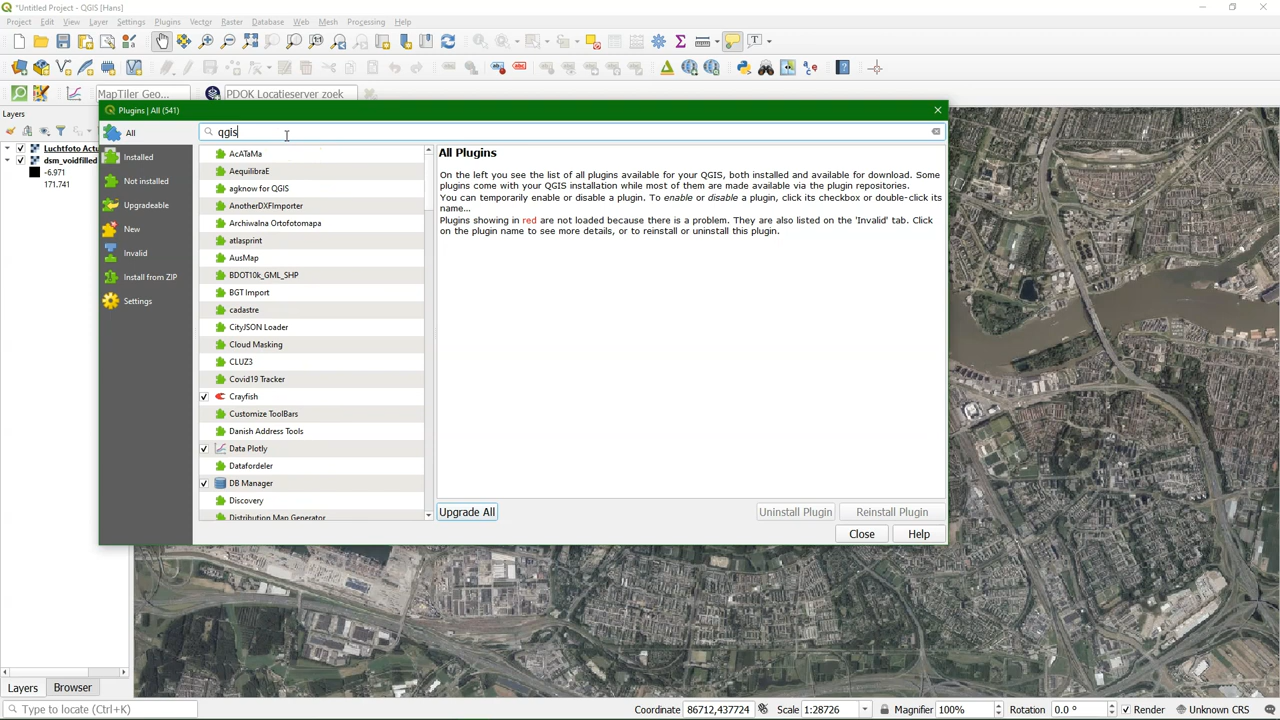 *Untitled Project - QGIS [Hans]
Project Edit View Layer Settings Plugins Vector Raster Database Web Mesh Processing Help
MapTiler Geo... PDOK Locatieserver zoek
Layers
Luchtfoto Actu
dsm_voidfilled
-6.971
171.741
Plugins | All (541)
All
Installed
Not installed
Upgradeable
New
Invalid
Install from ZIP
Settings
qgis
AcATaMa
AequilibraE
agknow for QGIS
AnotherDXFImporter
Archiwalna Ortofotomapa
atlasprint
AusMap
BDOT10k_GML_SHP
BGT Import
cadastre
CityJSON Loader
Cloud Masking
CLUZ3
Covid19 Tracker
Crayfish
Customize ToolBars
Danish Address Tools
Data Plotly
Datafordeler
DB Manager
Discovery
Distribution Map Generator
All Plugins
On the left you see the list of all plugins available for your QGIS, both installed and available for download. Some
plugins come with your QGIS installation while most of them are made available via the plugin repositories.
You can temporarily enable or disable a plugin. To enable or disable a plugin, click its checkbox or double-click its
name...
Plugins showing in red are not loaded because there is a problem. They are also listed on the 'Invalid' tab. Click
on the plugin name to see more details, or to reinstall or uninstall this plugin.
Upgrade All Uninstall Plugin Reinstall Plugin
Close Help
Layers Browser
Type to locate (Ctrl+K) Coordinate 86712,437724 Scale 1:28726 Magnifier 100% Rotation 0.0 ° Render Unknown CRS